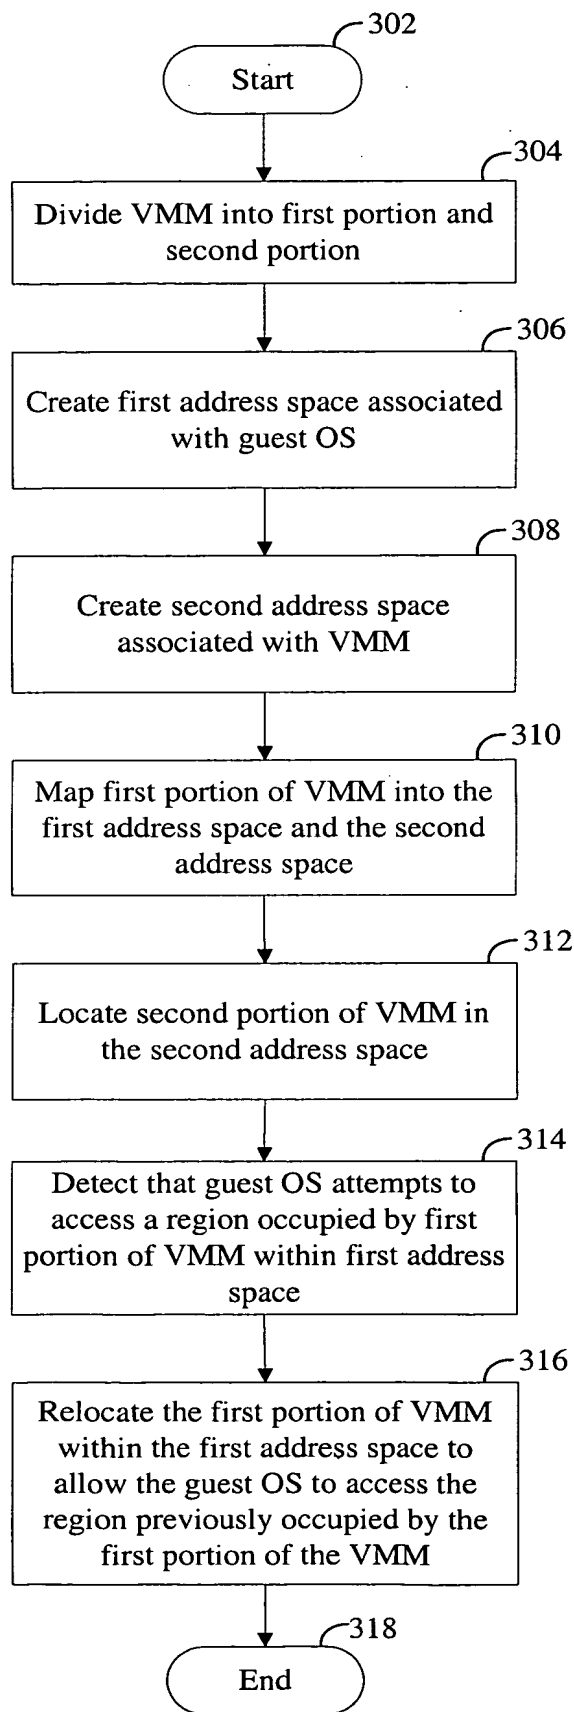 302
Start
304
Divide VMM into first portion and
second portion
306
Create first address space associated
with guest OS
308
Create second address space
associated with VMM
310
Map first portion of VMM into the
first address space and the second
address space
312
Locate second portion of VMM in
the second address space
314
Detect that guest OS attempts to
access a region occupied by first
portion of VMM within first address
space
316
Relocate the first portion of VMM
within the first address space to
allow the guest OS to access the
region previously occupied by the
first portion of the VMM
318
End